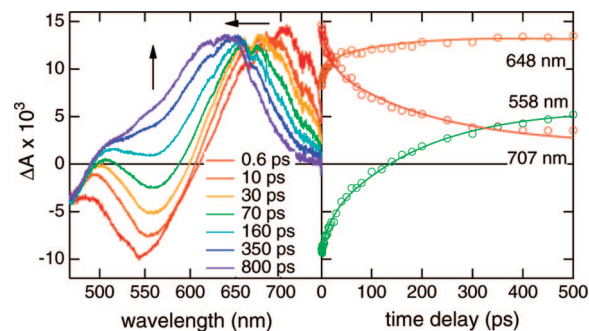 ΔA x 10³
15
10
5
0
-5
-10
500 550 600 650 700
wavelength (nm)
0.6 ps
10 ps
30 ps
70 ps
160 ps
350 ps
800 ps
648 nm
558 nm
707 nm
0 100 200 300 400 500
time delay (ps)